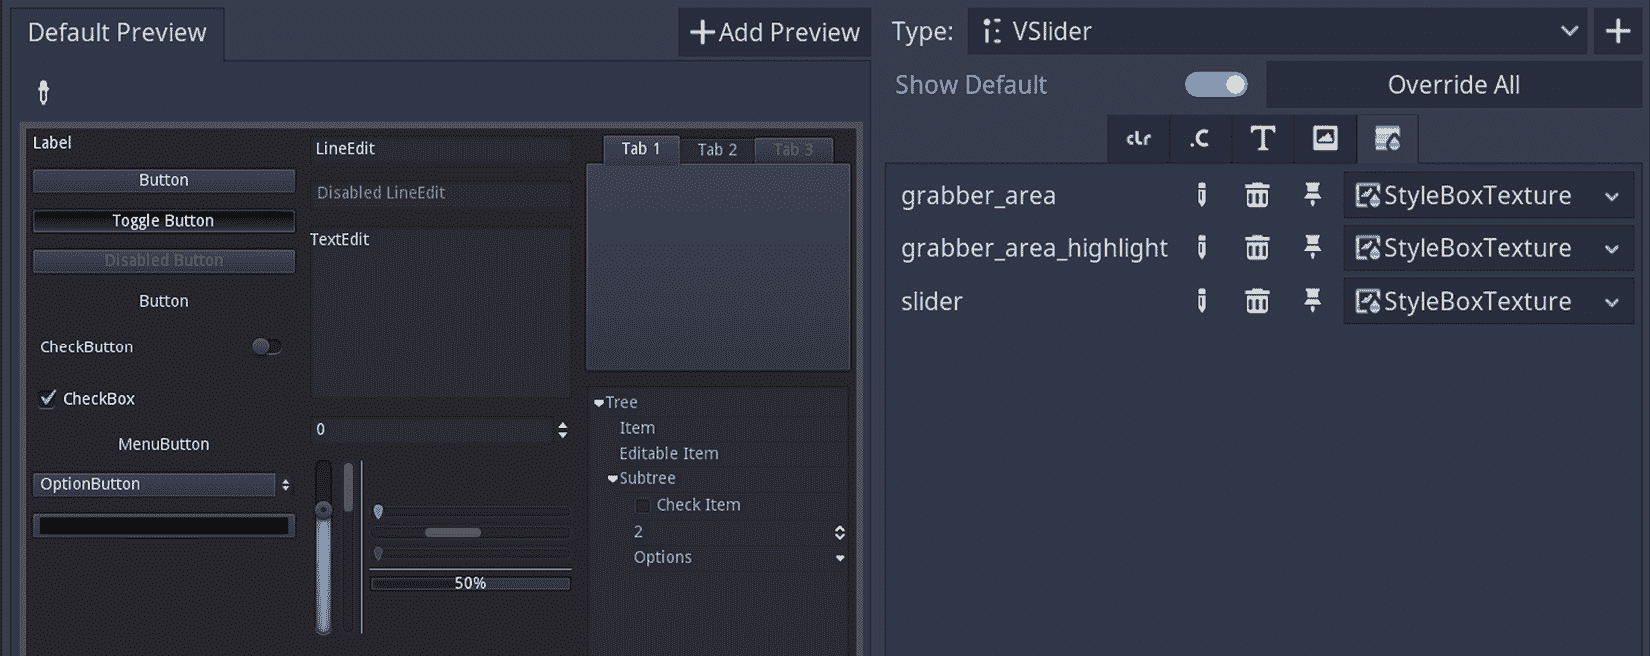 Default Preview
Add Preview
Label
Button
Toggle Button
Disabled Button
Button
CheckButton
CheckBox
MenuButton
OptionButton
LineEdit
Disabled LineEdit
TextEdit
0
50%
Tab 1 Tab 2 Tab 3
Tree
Item
Editable Item
Subtree
Check Item
2
Options
Type: VSlider
Show Default Override All
clr .C T
grabber_area StyleBoxTexture
grabber_area_highlight StyleBoxTexture
slider StyleBoxTexture